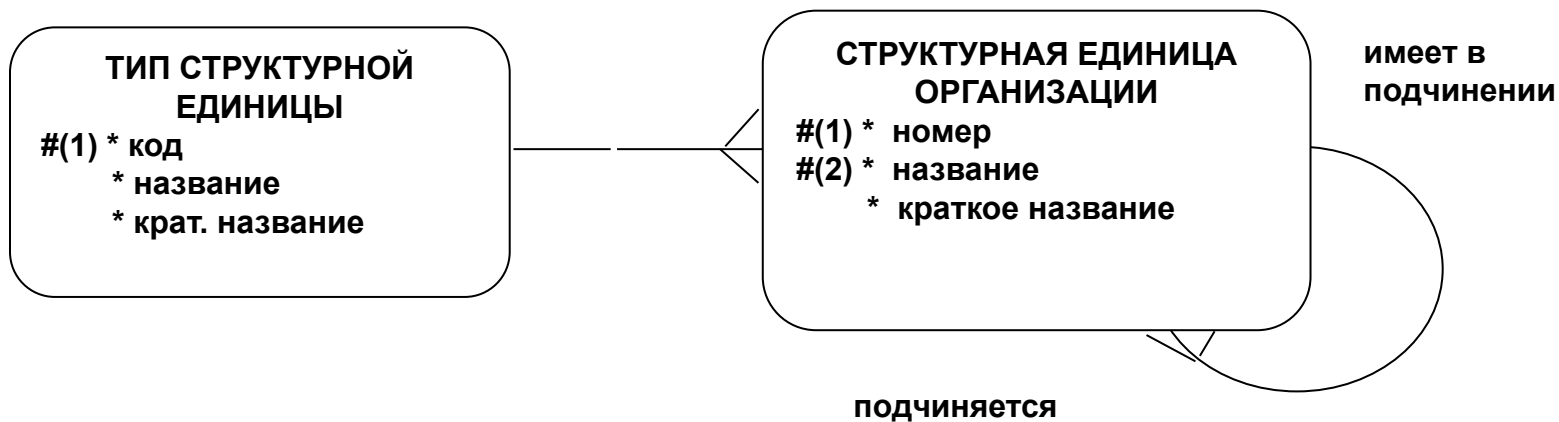 ТИП СТРУКТУРНОЙ
ЕДИНИЦЫ
#(1) * код
* название
* крат. название
СТРУКТУРНАЯ ЕДИНИЦА
ОРГАНИЗАЦИИ
#(1) * номер
#(2) * название
* краткое название
имеет в
подчинении
подчиняется